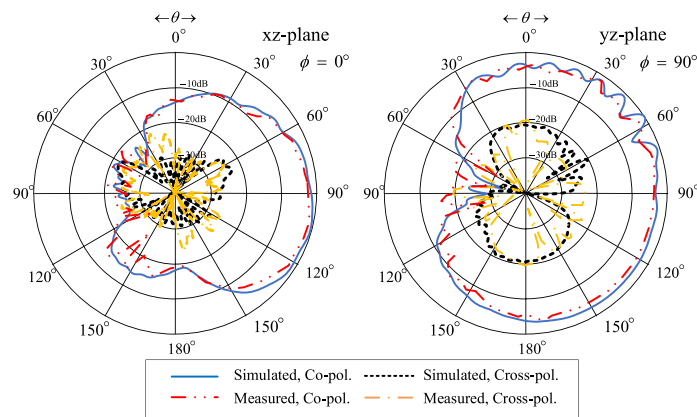 ←θ→
0°
xz-plane
ϕ = 0°
30°
30°
−10dB
60°
60°
−20dB
−30dB
90°
90°
120°
120°
150°
150°
180°
←θ→
0°
yz-plane
ϕ = 90°
30°
30°
−10dB
60°
60°
−20dB
−30dB
90°
90°
120°
120°
150°
150°
180°
Simulated, Co-pol.
Simulated, Cross-pol.
Measured, Co-pol.
Measured, Cross-pol.